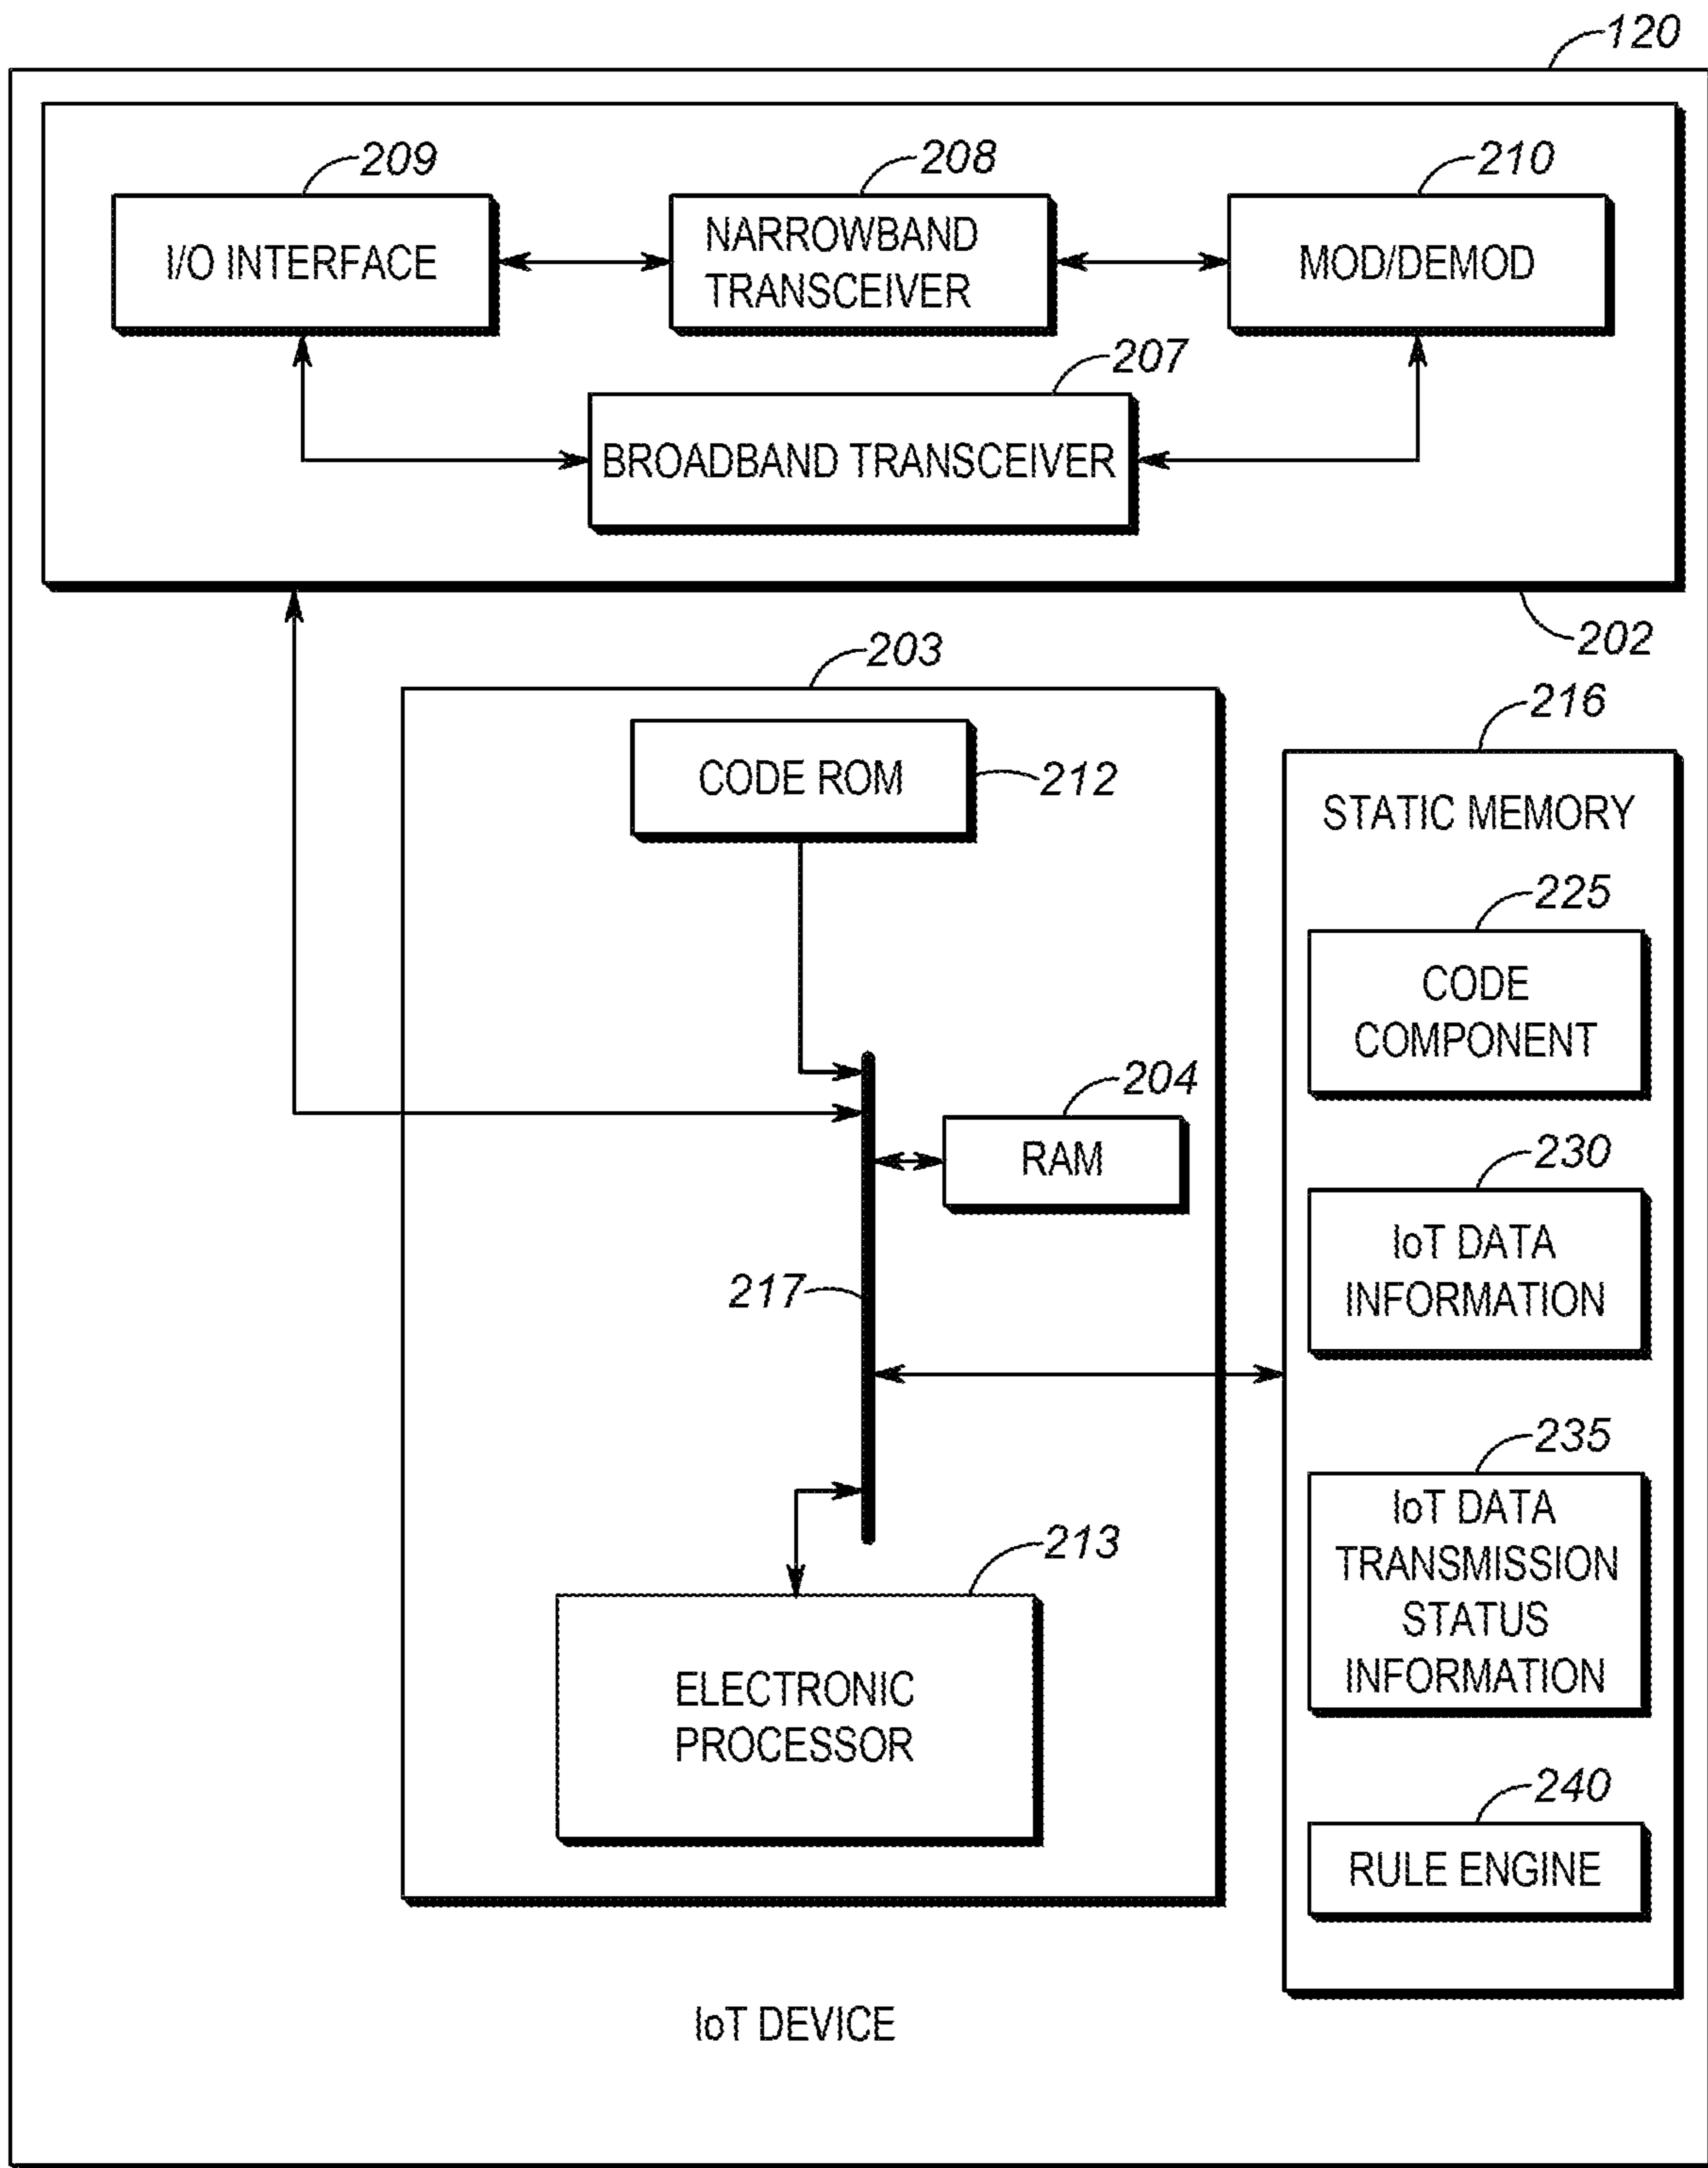 120
209
208
210
I/O INTERFACE
NARROWBAND
TRANSCEIVER
MOD/DEMOD
207
BROADBAND TRANSCEIVER
202
203
216
CODE ROM
212
STATIC MEMORY
225
CODE
COMPONENT
204
RAM
230
IoT DATA
INFORMATION
217
235
IoT DATA
TRANSMISSION
STATUS
INFORMATION
213
ELECTRONIC
PROCESSOR
240
RULE ENGINE
IoT DEVICE